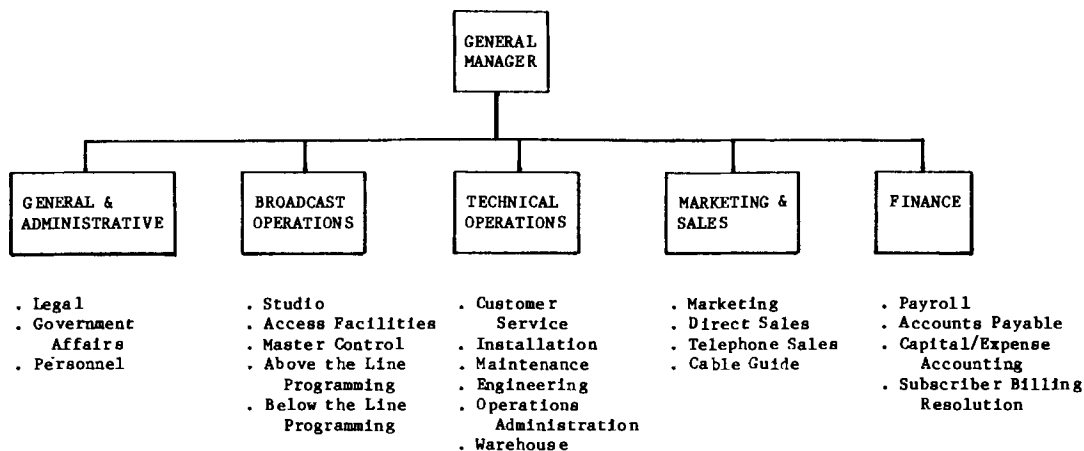 GENERAL
MANAGER
GENERAL &
ADMINISTRATIVE
BROADCAST
OPERATIONS
TECHNICAL
OPERATIONS
MARKETING &
SALES
FINANCE
. Legal
. Government
Affairs
. Personnel
. Studio
. Access Facilities
. Master Control
. Above the Line
Programming
. Below the Line
Programming
. Customer
Service
. Installation
. Maintenance
. Engineering
. Operations
Administration
. Warehouse
. Marketing
. Direct Sales
. Telephone Sales
. Cable Guide
. Payroll
. Accounts Payable
. Capital/Expense
Accounting
. Subscriber Billing
Resolution